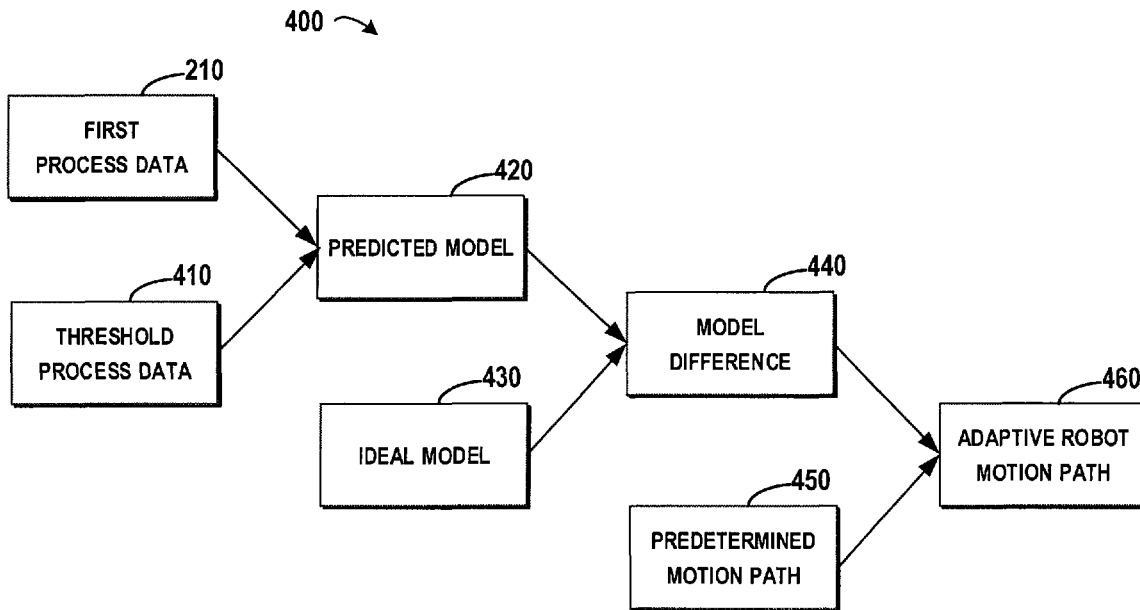 400
210
FIRST
PROCESS DATA
420
PREDICTED MODEL
410
THRESHOLD
PROCESS DATA
440
MODEL
DIFFERENCE
430
IDEAL MODEL
460
ADAPTIVE ROBOT
MOTION PATH
450
PREDETERMINED
MOTION PATH